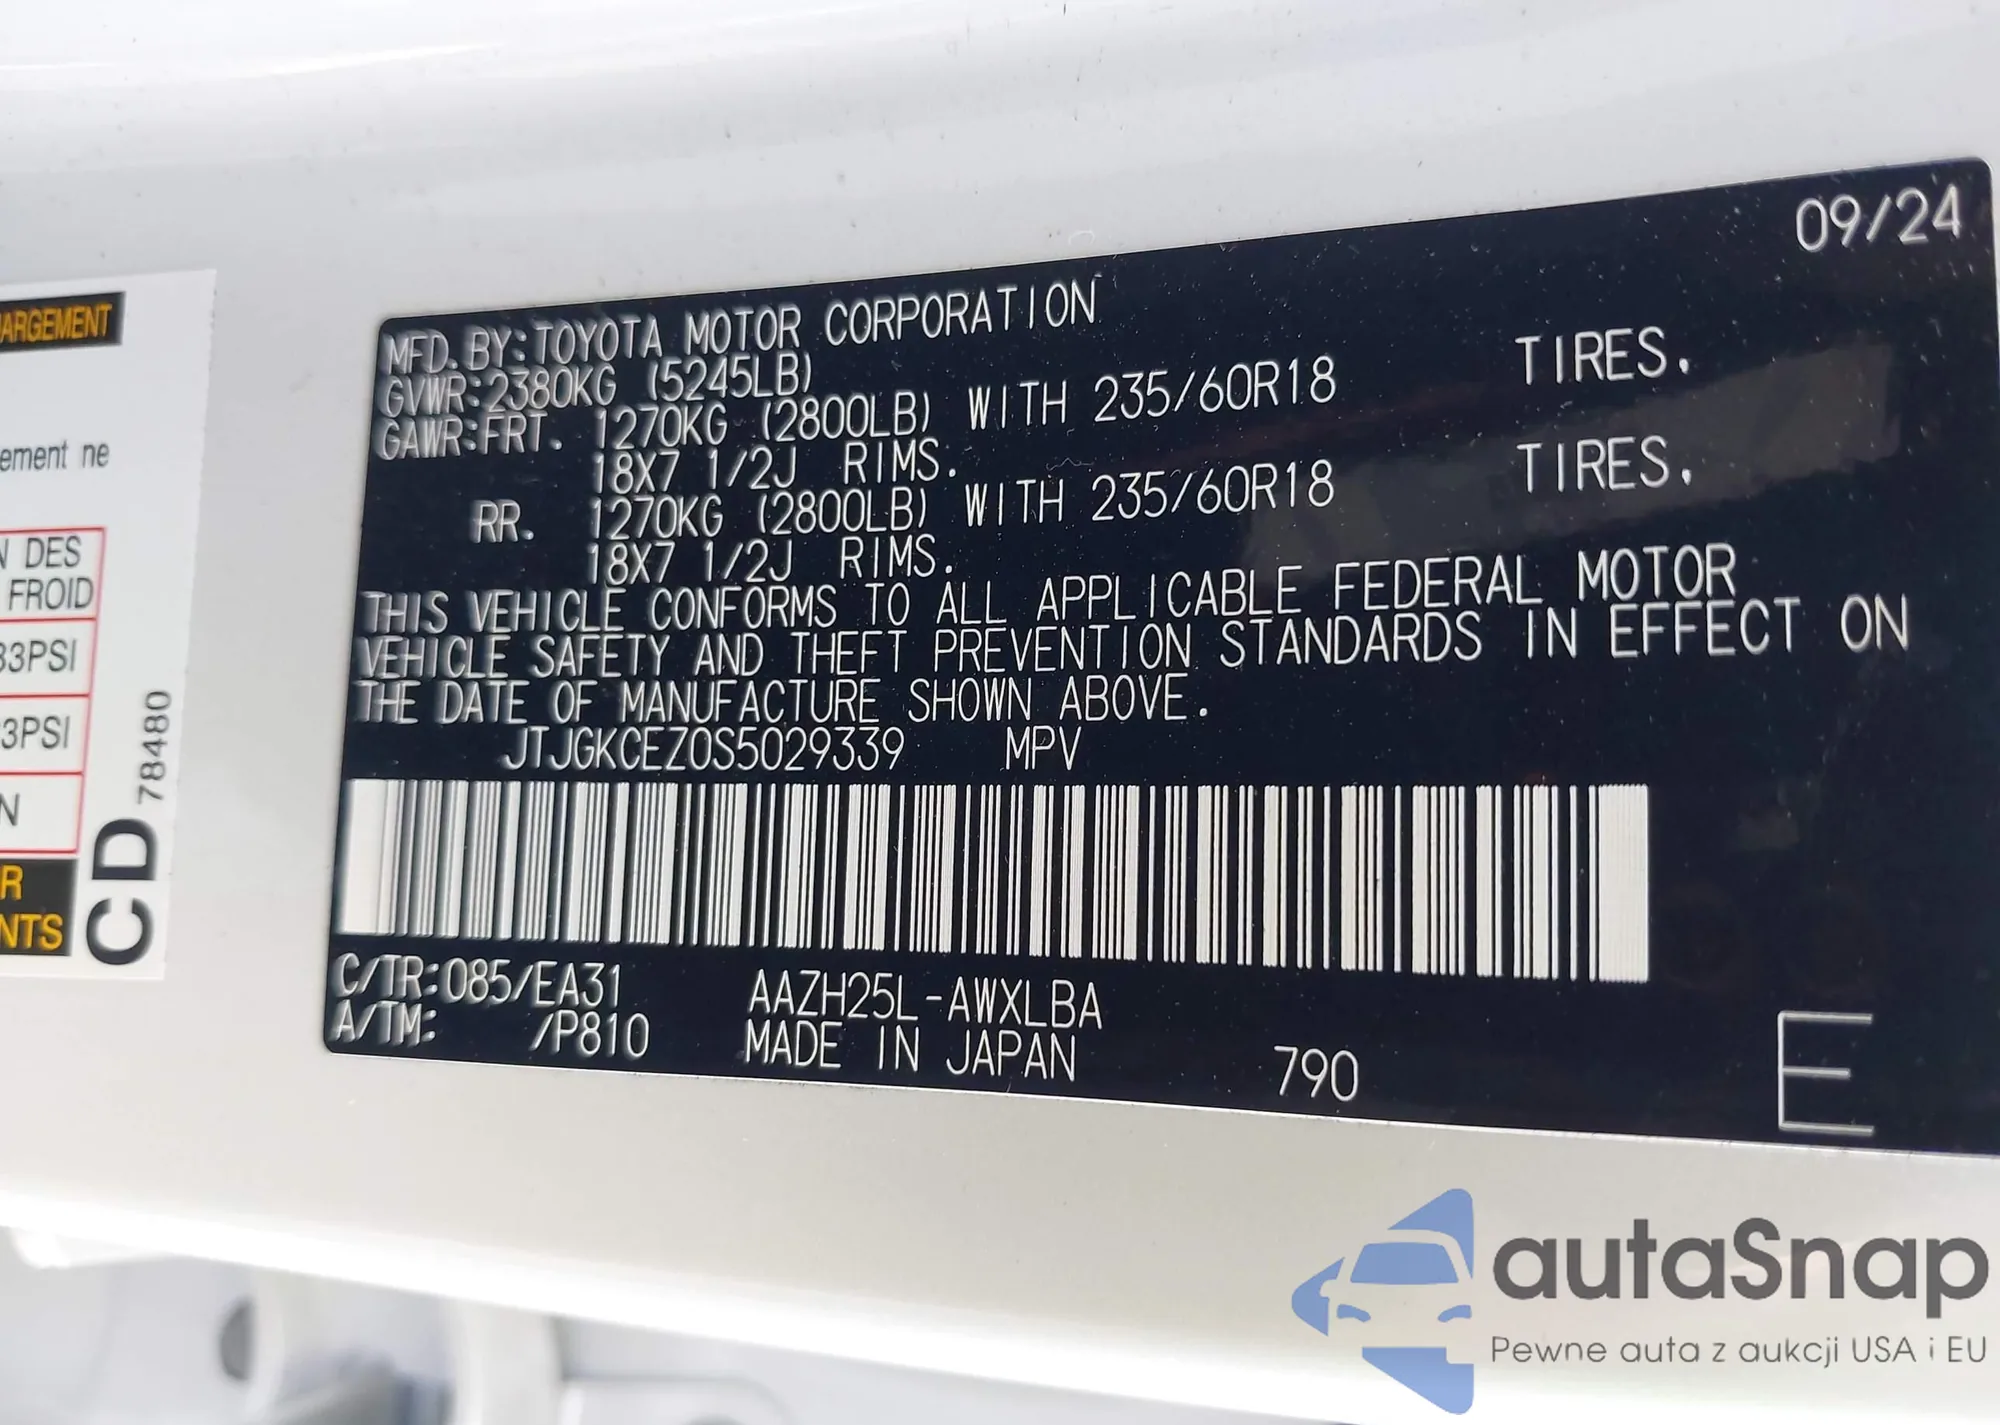 ARGEMENT
ement ne
N DES
FROID
33PSI
3PSI
N
R
NTS
CD 78480
09/24
MFD. BY: TOYOTA MOTOR CORPORATION
GVWR: 2380KG (5245LB)
GAWR: FRT. 1270KG (2800LB) WITH 235/60R18 TIRES.
18X7 1/2J RIMS.
RR. 1270KG (2800LB) WITH 235/60R18 TIRES.
18X7 1/2J RIMS.
THIS VEHICLE CONFORMS TO ALL APPLICABLE FEDERAL MOTOR
VEHICLE SAFETY AND THEFT PREVENTION STANDARDS IN EFFECT ON
THE DATE OF MANUFACTURE SHOWN ABOVE.
JTJGKCEZ0S5029339 MPV
C/TR: 085/EA31 AAZH25L-AWXLBA
A/TM: /P810 MADE IN JAPAN 790 E
autaSnap
Pewne auta z aukcji USA i EU